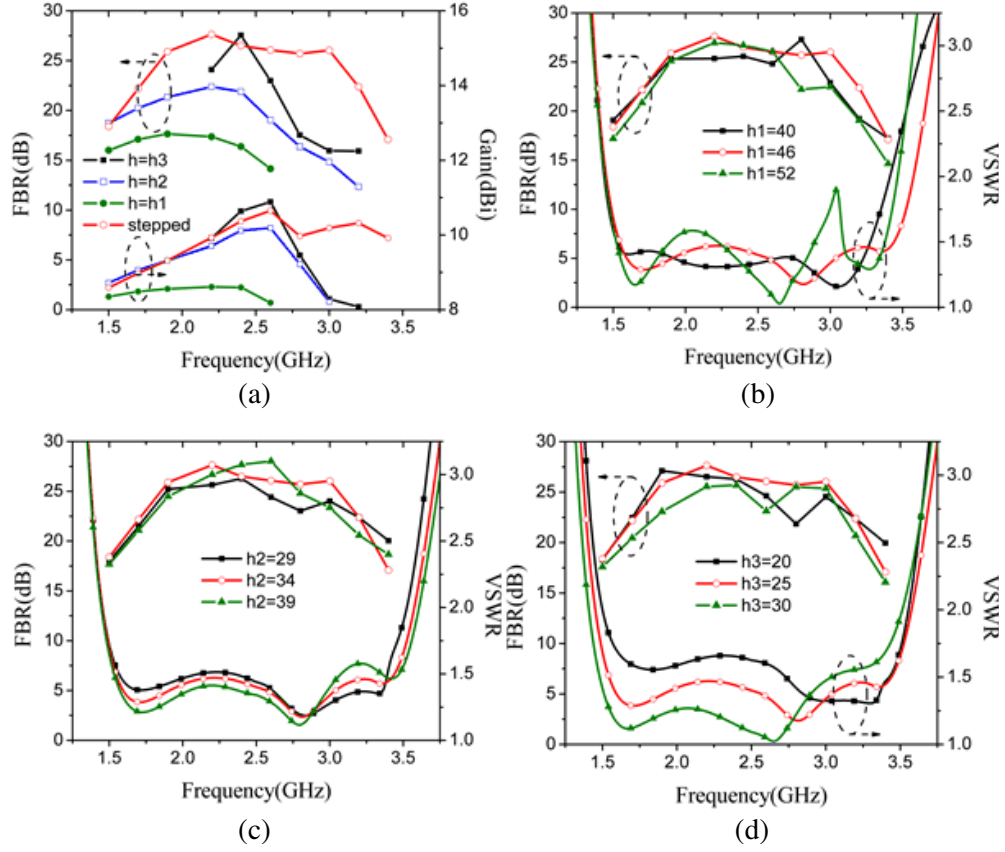 30
25
20
15
10
5
0
FBR(dB)
16
15
14
13
12
11
10
9
8
Gain(dBi)
h=h3
h=h2
h=h1
stepped
1.5 2.0 2.5 3.0 3.5
Frequency(GHz)
(a)
30
25
20
15
10
5
0
FBR(dB)
3.0
2.5
2.0
1.5
1.0
VSWR
h1=40
h1=46
h1=52
1.5 2.0 2.5 3.0 3.5
Frequency(GHz)
(b)
30
25
20
15
10
5
0
FBR(dB)
3.0
2.5
2.0
1.5
1.0
VSWR
h2=29
h2=34
h2=39
1.5 2.0 2.5 3.0 3.5
Frequency(GHz)
(c)
30
25
20
15
10
5
0
FBR(dB)
3.0
2.5
2.0
1.5
1.0
VSWR
h3=20
h3=25
h3=30
1.5 2.0 2.5 3.0 3.5
Frequency(GHz)
(d)